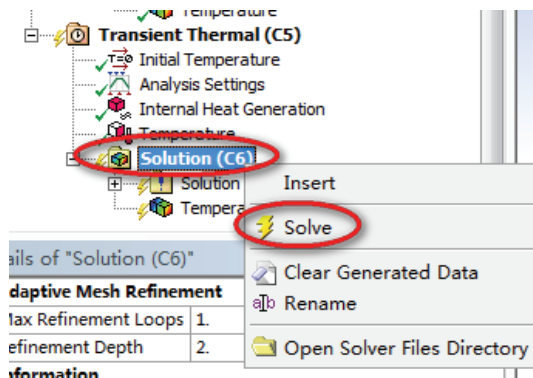 Temperature
Transient Thermal (C5)
T=0 Initial Temperature
Analysis Settings
Internal Heat Generation
Temperature
Solution (C6)
Solution
Insert
Tempera
Solve
ails of "Solution (C6)"
Clear Generated Data
daptive Mesh Refinement
Max Refinement Loops 1.
a|b Rename
efinement Depth 2.
Open Solver Files Directory
nformation